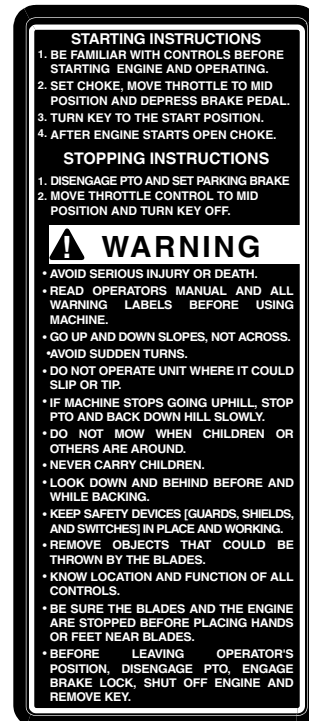 STARTING INSTRUCTIONS
1. BE FAMILIAR WITH CONTROLS BEFORE
STARTING ENGINE AND OPERATING.
2. SET CHOKE, MOVE THROTTLE TO MID
POSITION AND DEPRESS BRAKE PEDAL.
3. TURN KEY TO THE START POSITION.
4. AFTER ENGINE STARTS OPEN CHOKE.
STOPPING INSTRUCTIONS
1. DISENGAGE PTO AND SET PARKING BRAKE
2. MOVE THROTTLE CONTROL TO MID
POSITION AND TURN KEY OFF.
WARNING
• AVOID SERIOUS INJURY OR DEATH.
• READ OPERATORS MANUAL AND ALL
WARNING LABELS BEFORE USING
MACHINE.
• GO UP AND DOWN SLOPES, NOT ACROSS.
•AVOID SUDDEN TURNS.
• DO NOT OPERATE UNIT WHERE IT COULD
SLIP OR TIP.
• IF MACHINE STOPS GOING UPHILL, STOP
PTO AND BACK DOWN HILL SLOWLY.
• DO NOT MOW WHEN CHILDREN OR
OTHERS ARE AROUND.
• NEVER CARRY CHILDREN.
• LOOK DOWN AND BEHIND BEFORE AND
WHILE BACKING.
• KEEP SAFETY DEVICES [GUARDS, SHIELDS,
AND SWITCHES] IN PLACE AND WORKING.
• REMOVE OBJECTS THAT COULD BE
THROWN BY THE BLADES.
• KNOW LOCATION AND FUNCTION OF ALL
CONTROLS.
• BE SURE THE BLADES AND THE ENGINE
ARE STOPPED BEFORE PLACING HANDS
OR FEET NEAR BLADES.
• BEFORE LEAVING OPERATOR'S
POSITION, DISENGAGE PTO, ENGAGE
BRAKE LOCK, SHUT OFF ENGINE AND
REMOVE KEY.